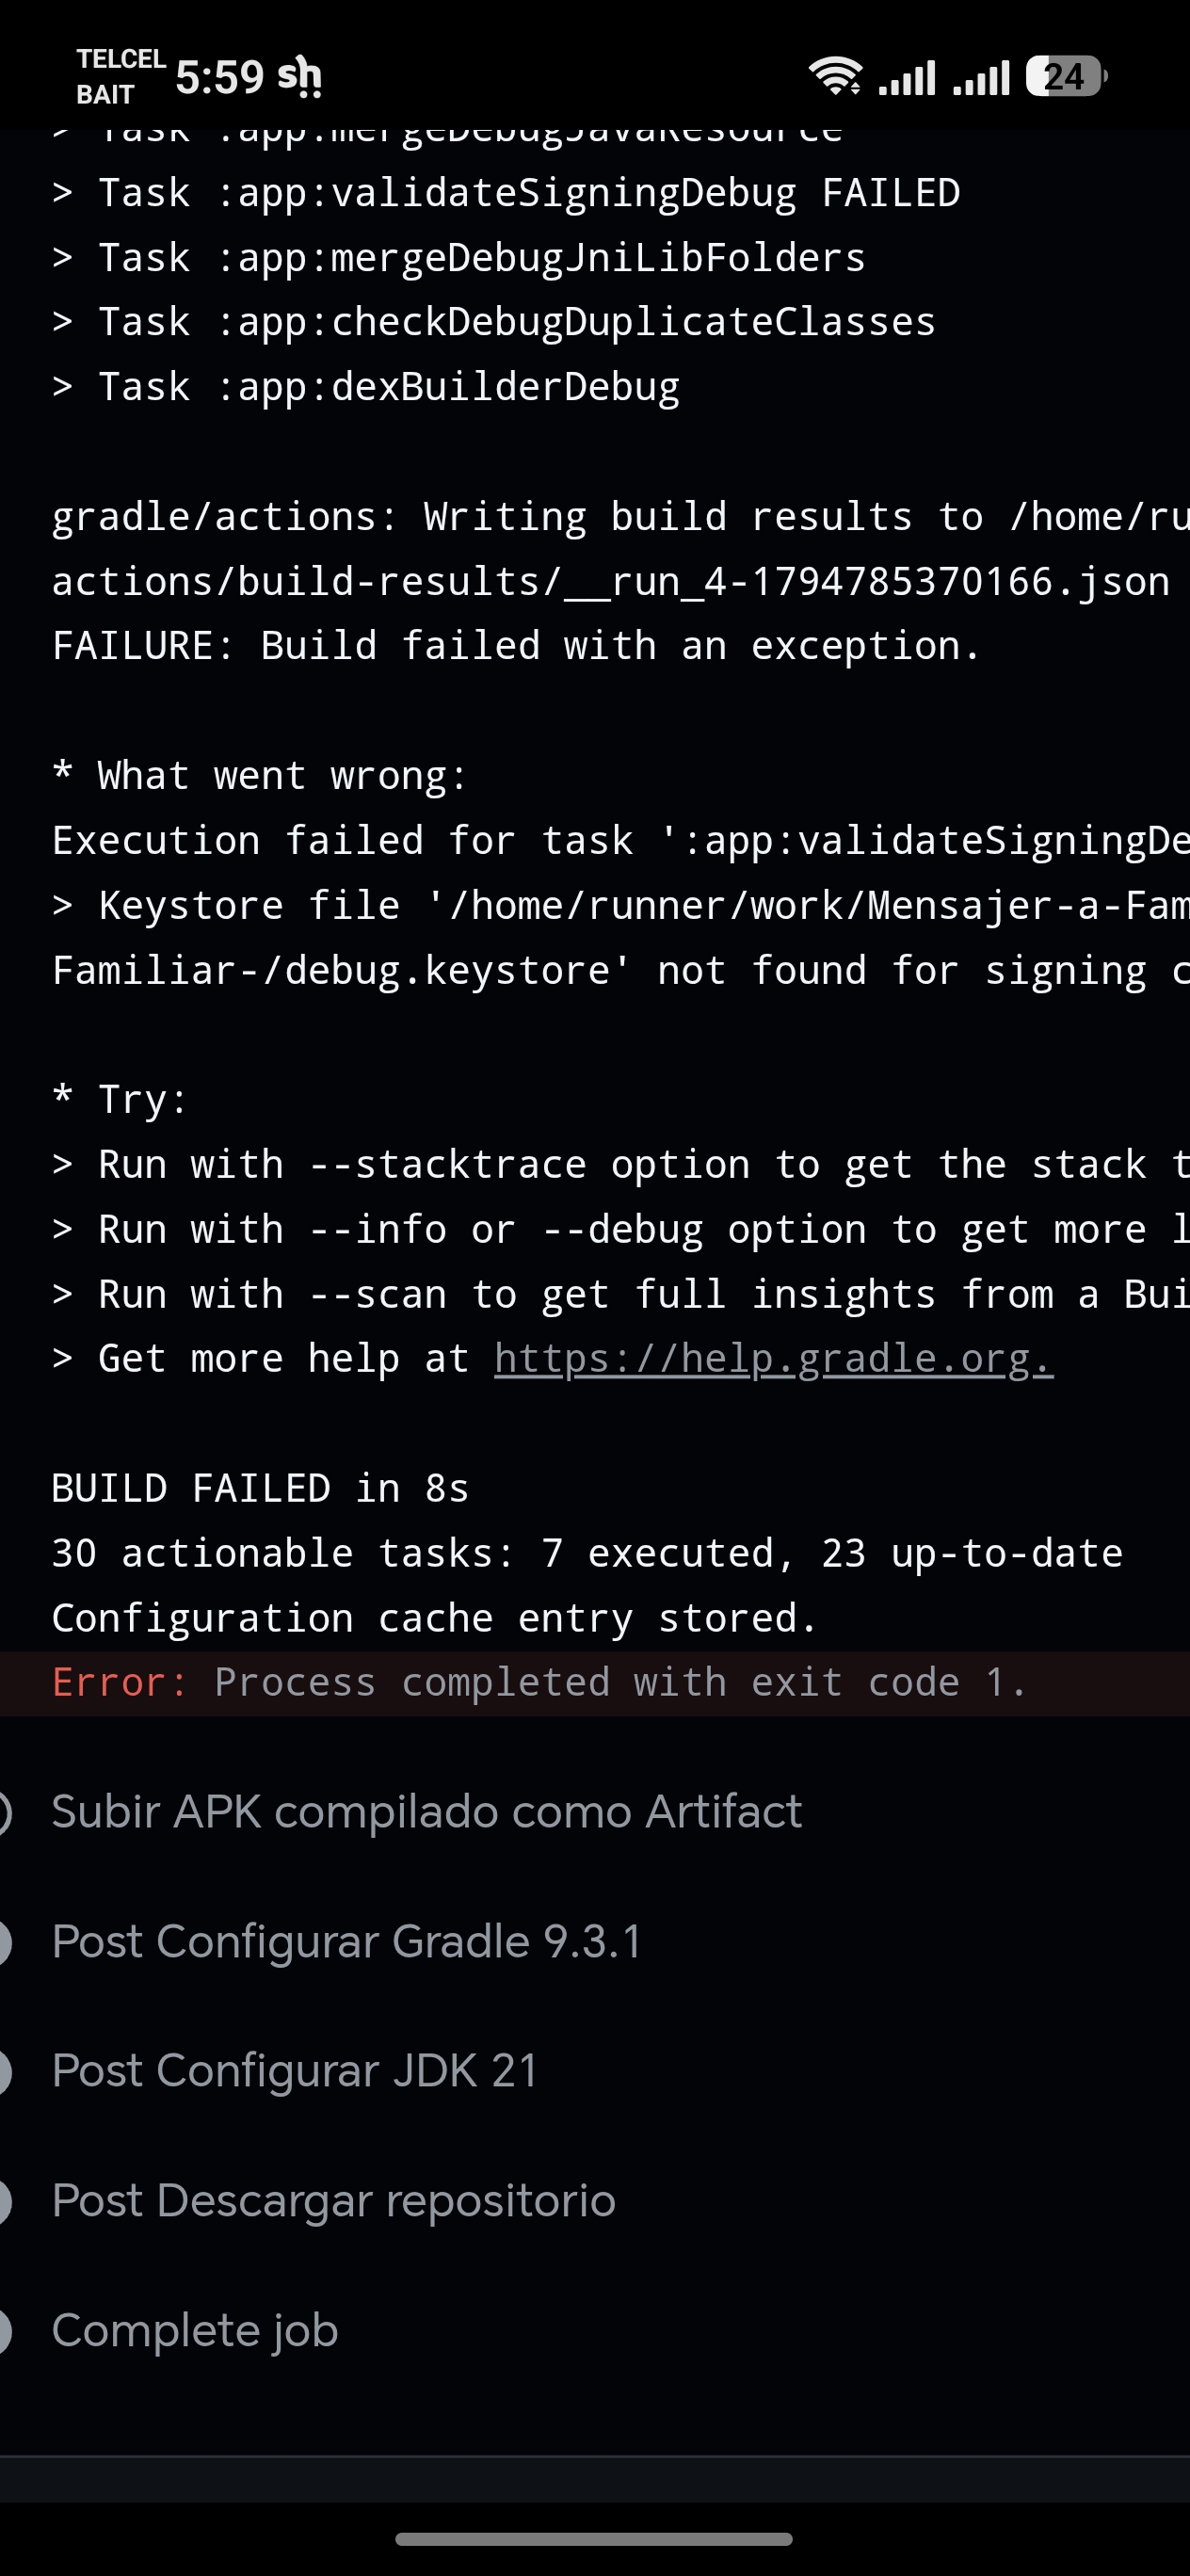 TELCEL
BAIT
5:59 sh
24
> Task :app:mergeDebugJavaResource
> Task :app:validateSigningDebug FAILED
> Task :app:mergeDebugJniLibFolders
> Task :app:checkDebugDuplicateClasses
> Task :app:dexBuilderDebug
gradle/actions: Writing build results to /home/ru
actions/build-results/__run_4-1794785370166.json
FAILURE: Build failed with an exception.
* What went wrong:
Execution failed for task ':app:validateSigningDe
> Keystore file '/home/runner/work/Mensajer-a-Fam
Familiar-/debug.keystore' not found for signing c
* Try:
> Run with --stacktrace option to get the stack t
> Run with --info or --debug option to get more l
> Run with --scan to get full insights from a Bui
> Get more help at https://help.gradle.org.
BUILD FAILED in 8s
30 actionable tasks: 7 executed, 23 up-to-date
Configuration cache entry stored.
Error: Process completed with exit code 1.
Subir APK compilado como Artifact
Post Configurar Gradle 9.3.1
Post Configurar JDK 21
Post Descargar repositorio
Complete job